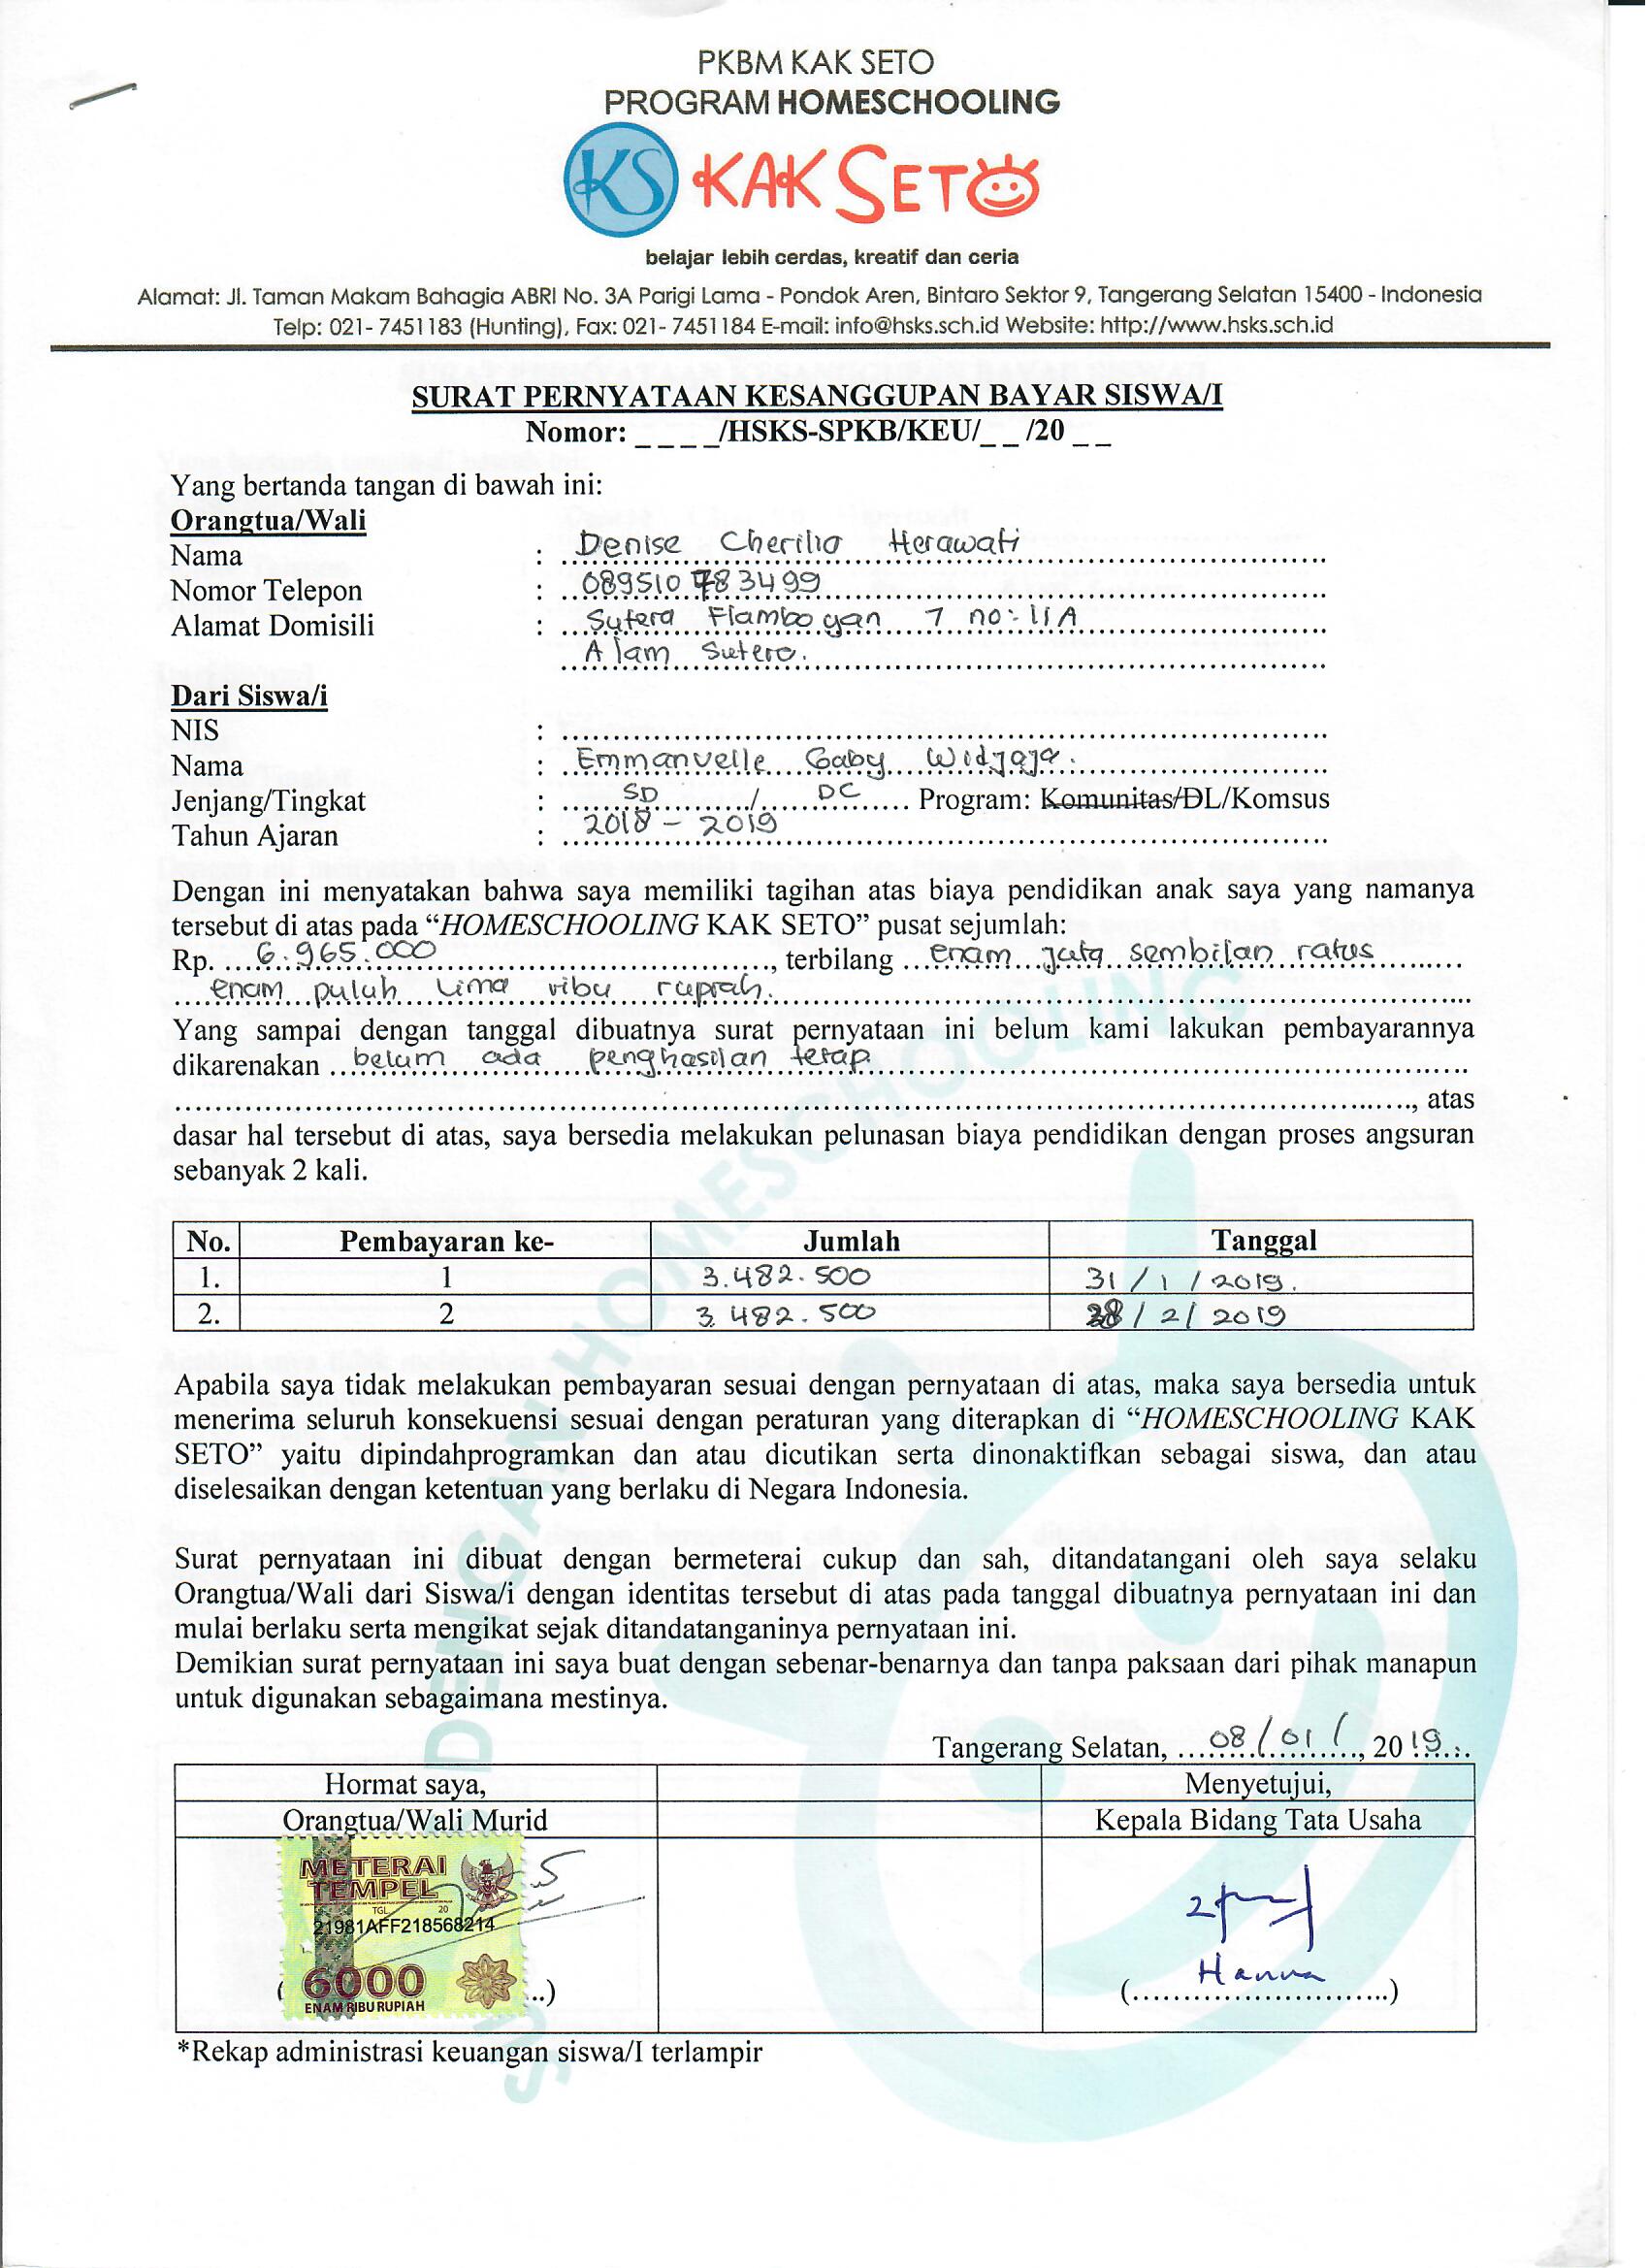 PKBM KAK SETO
PROGRAM HOMESCHOOLING
KS KAK SETO
belajar lebih cerdas, kreatif dan ceria
Alamat: Jl. Taman Makam Bahagia ABRI No. 3A Parigi Lama - Pondok Aren, Bintaro Sektor 9, Tangerang Selatan 15400 - Indonesia
Telp: 021- 7451183 (Hunting), Fax: 021- 7451184 E-mail: info@hsks.sch.id Website: http://www.hsks.sch.id
SURAT PERNYATAAN KESANGGUPAN BAYAR SISWA/I
Nomor: _ _ _ _/HSKS-SPKB/KEU/_ _ /20 _ _
Yang bertanda tangan di bawah ini:
Orangtua/Wali
Nama : Denise Cherilia Herawati
Nomor Telepon : 089510783499
Alamat Domisili : Sutera Flamboyan 7 no: 11A
Alam Sutera.
Dari Siswa/i
NIS :
Nama : Emmanuelle Gaby Widjaja.
Jenjang/Tingkat : SD / DC Program: Komunitas/DL/Komsus
Tahun Ajaran : 2018 - 2019
Dengan ini menyatakan bahwa saya memiliki tagihan atas biaya pendidikan anak saya yang namanya
tersebut di atas pada “HOMESCHOOLING KAK SETO” pusat sejumlah:
Rp. 6.965.000, terbilang enam juta sembilan ratus
enam puluh lima ribu rupiah.
Yang sampai dengan tanggal dibuatnya surat pernyataan ini belum kami lakukan pembayarannya
dikarenakan belum ada penghasilan tetap
, atas
dasar hal tersebut di atas, saya bersedia melakukan pelunasan biaya pendidikan dengan proses angsuran
sebanyak 2 kali.
No. Pembayaran ke- Jumlah Tanggal
1. 1 3.482.500 31/1/2019.
2. 2 3.482.500 28/2/2019
Apabila saya tidak melakukan pembayaran sesuai dengan pernyataan di atas, maka saya bersedia untuk
menerima seluruh konsekuensi sesuai dengan peraturan yang diterapkan di “HOMESCHOOLING KAK
SETO” yaitu dipindahprogramkan dan atau dicutikan serta dinonaktifkan sebagai siswa, dan atau
diselesaikan dengan ketentuan yang berlaku di Negara Indonesia.
Surat pernyataan ini dibuat dengan bermeterai cukup dan sah, ditandatangani oleh saya selaku
Orangtua/Wali dari Siswa/i dengan identitas tersebut di atas pada tanggal dibuatnya pernyataan ini dan
mulai berlaku serta mengikat sejak ditandatanganinya pernyataan ini.
Demikian surat pernyataan ini saya buat dengan sebenar-benarnya dan tanpa paksaan dari pihak manapun
untuk digunakan sebagaimana mestinya.
Tangerang Selatan, 08/01/, 2019.
Hormat saya, Menyetujui,
Orangtua/Wali Murid Kepala Bidang Tata Usaha
METERAI
TEMPEL
TGL 20
21981AFF218568214
6000
ENAM RIBU RUPIAH
(Hanna)
*Rekap administrasi keuangan siswa/I terlampir
DENGAN HOMESCHOOLING